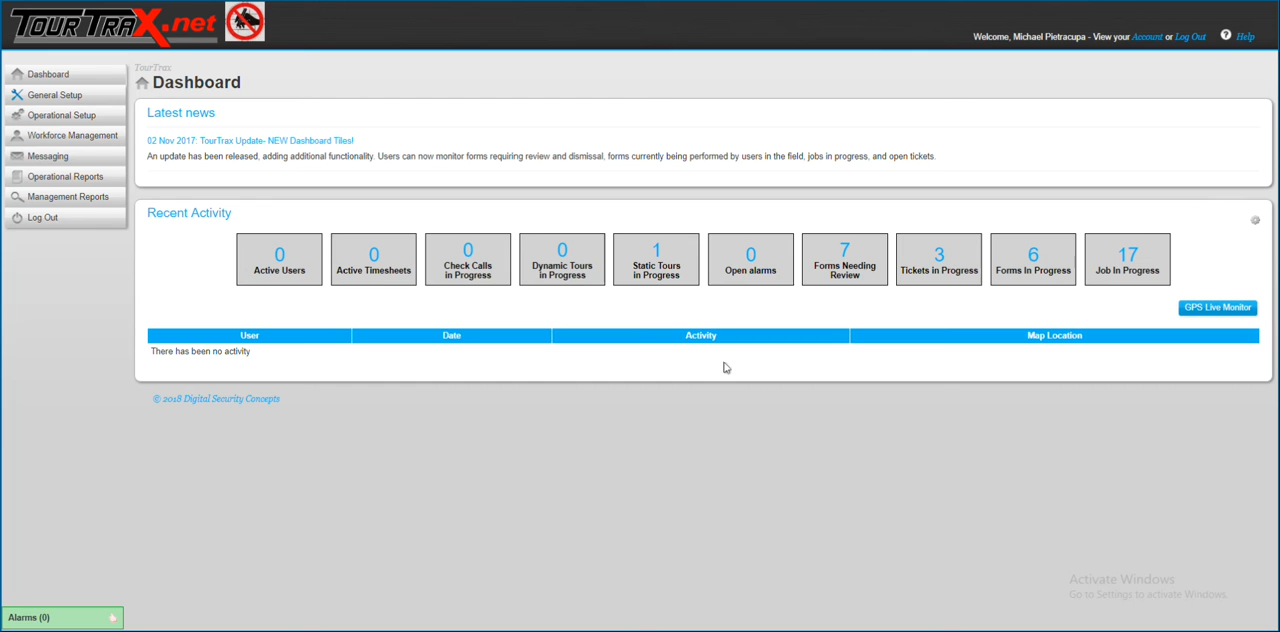 TOURTRAX.net
Welcome, Michael Pietracupa - View your Account or Log Out
? Help
Dashboard
General Setup
Operational Setup
Workforce Management
Messaging
Operational Reports
Management Reports
Log Out
TourTrax
Dashboard
Latest news
02 Nov 2017: TourTrax Update- NEW Dashboard Tiles!
An update has been released, adding additional functionality. Users can now monitor forms requiring review and dismissal, forms currently being performed by users in the field, jobs in progress, and open tickets.
Recent Activity
0
Active Users
0
Active Timesheets
0
Check Calls
in Progress
0
Dynamic Tours
in Progress
1
Static Tours
in Progress
0
Open alarms
7
Forms Needing
Review
3
Tickets in Progress
6
Forms In Progress
17
Job In Progress
GPS Live Monitor
User Date Activity Map Location
There has been no activity
© 2018 Digital Security Concepts
Activate Windows
Go to Settings to activate Windows.
Alarms (0)